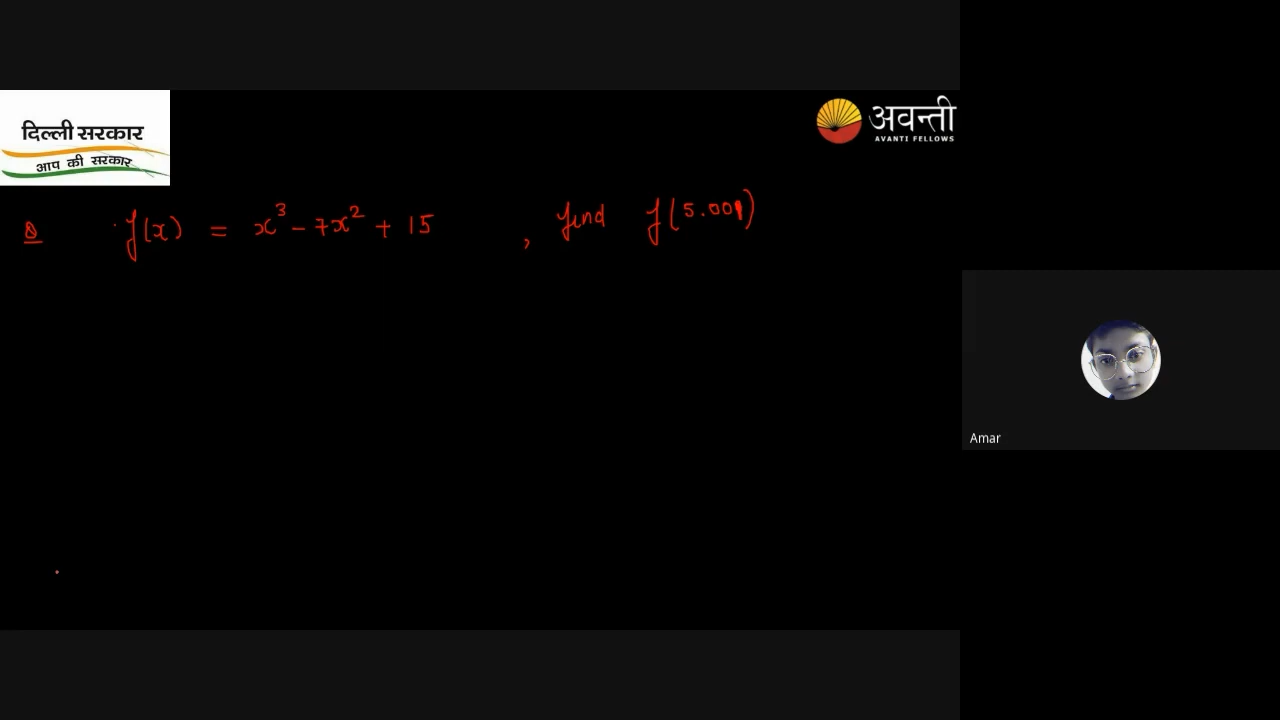 दिल्ली सरकार
आप की सरकार
अवन्ती
AVANTI FELLOWS
Q f(x) = x³ - 7x² + 15 , find f(5.001)
Amar